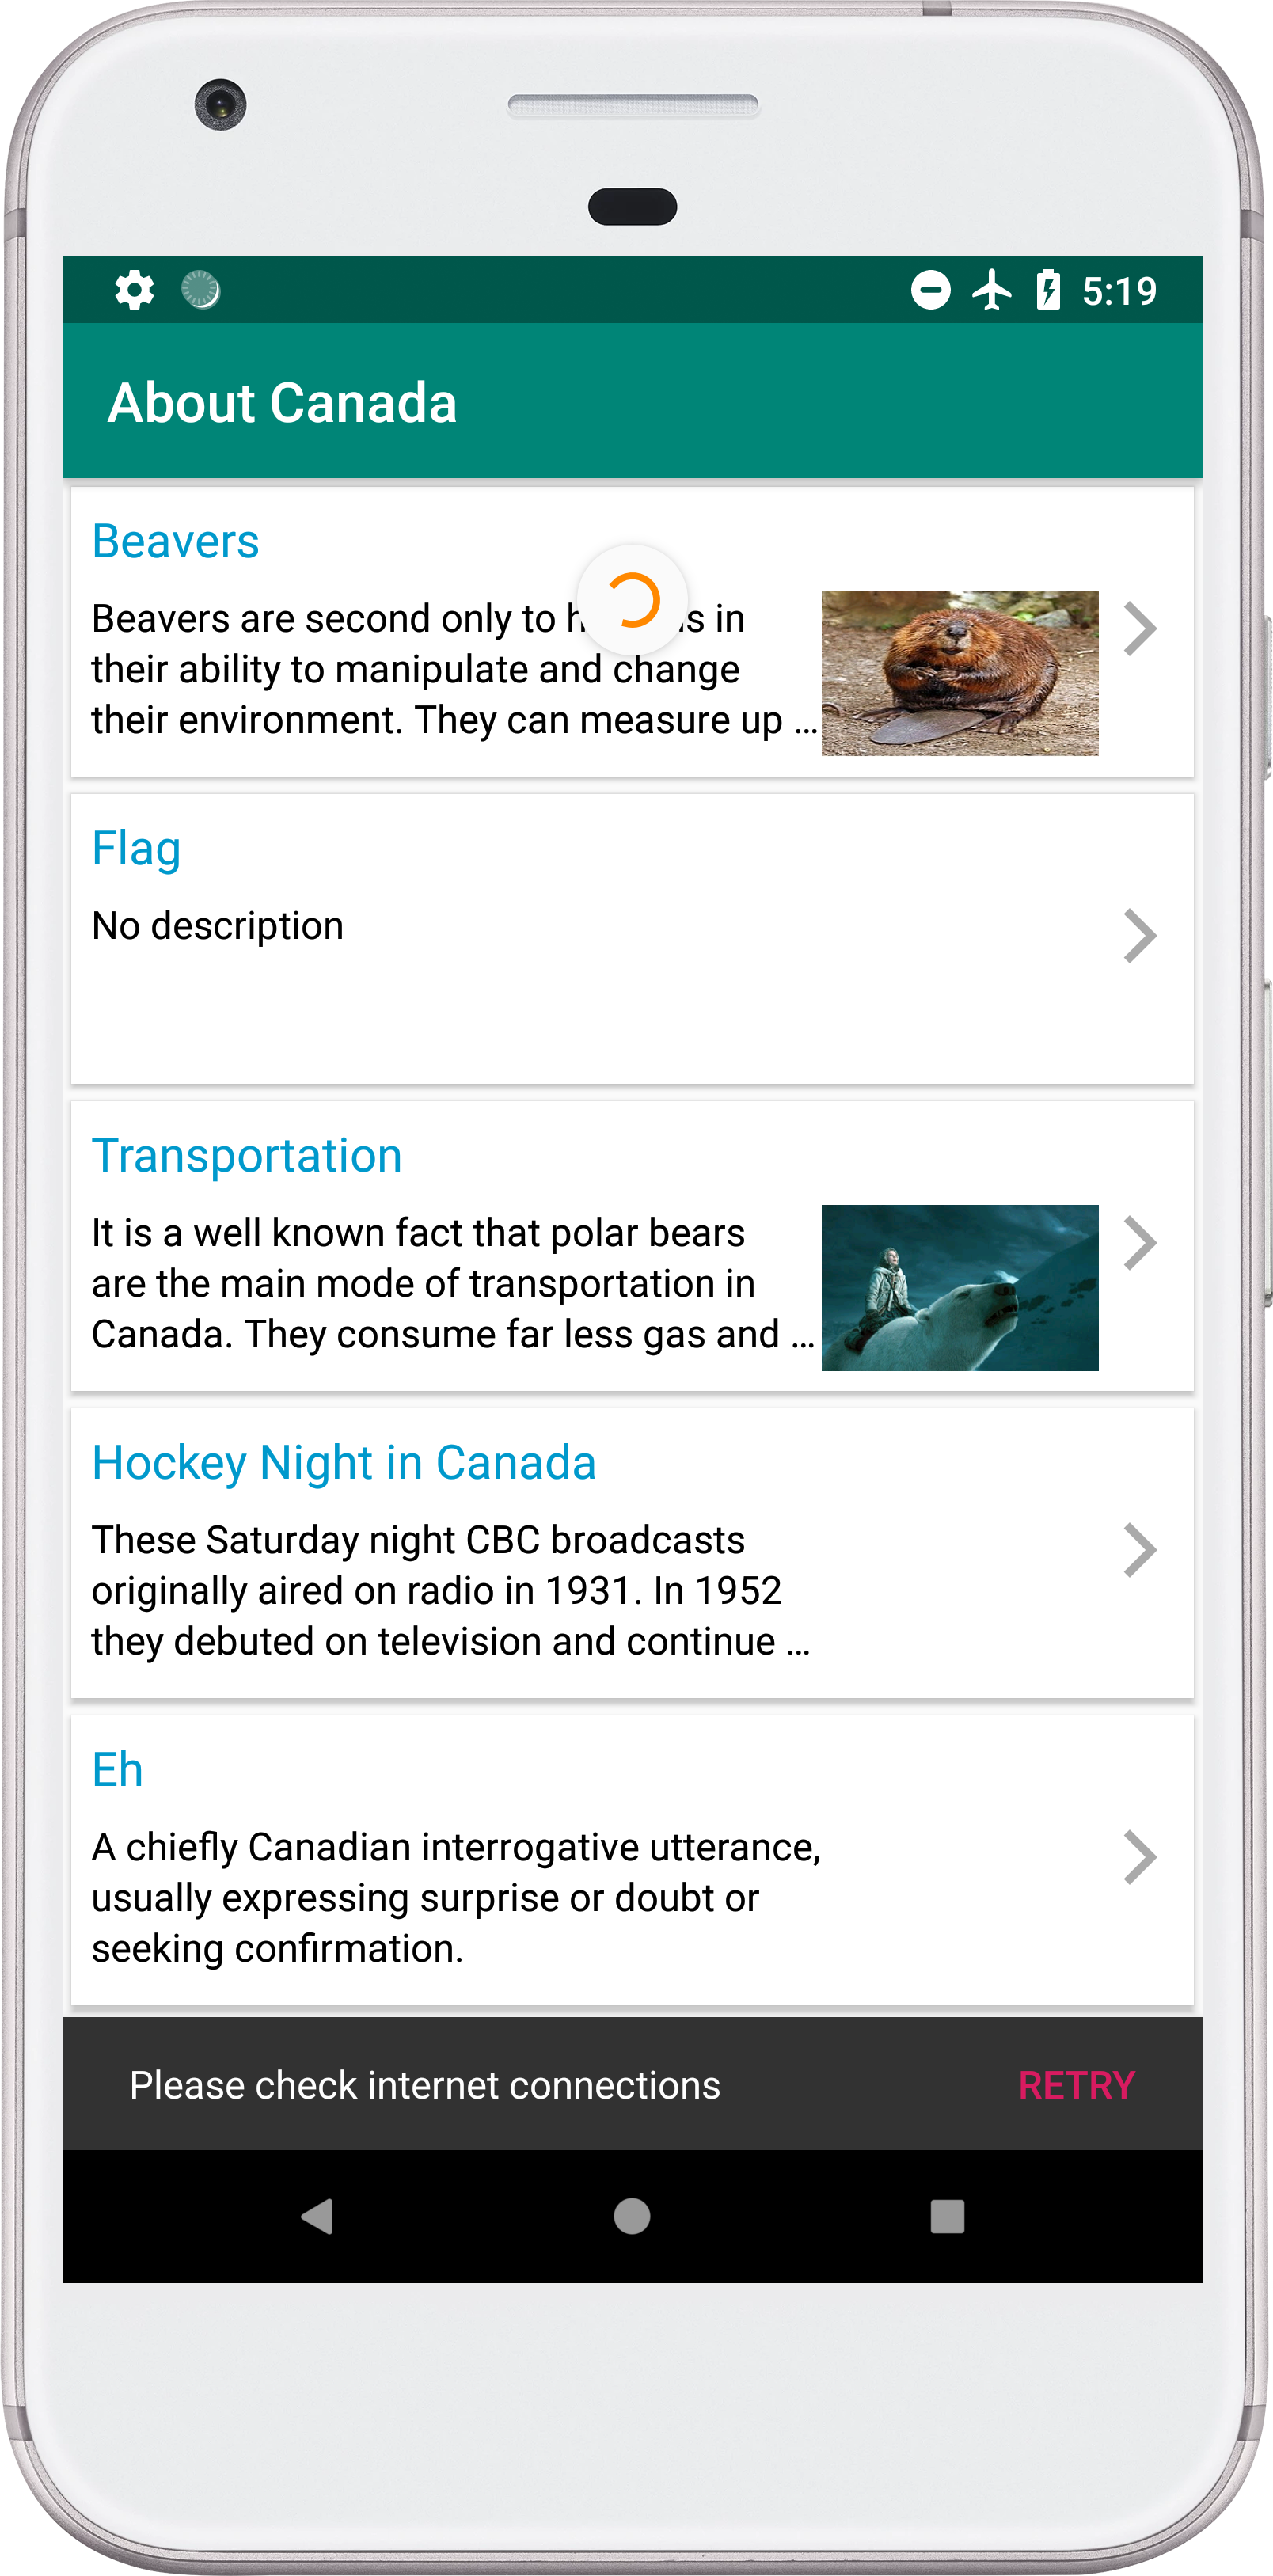 5:19
About Canada
Beavers
Beavers are second only to h s in
their ability to manipulate and change
their environment. They can measure up ...
Flag
No description
Transportation
It is a well known fact that polar bears
are the main mode of transportation in
Canada. They consume far less gas and ...
Hockey Night in Canada
These Saturday night CBC broadcasts
originally aired on radio in 1931. In 1952
they debuted on television and continue ...
Eh
A chiefly Canadian interrogative utterance,
usually expressing surprise or doubt or
seeking confirmation.
Please check internet connections
RETRY